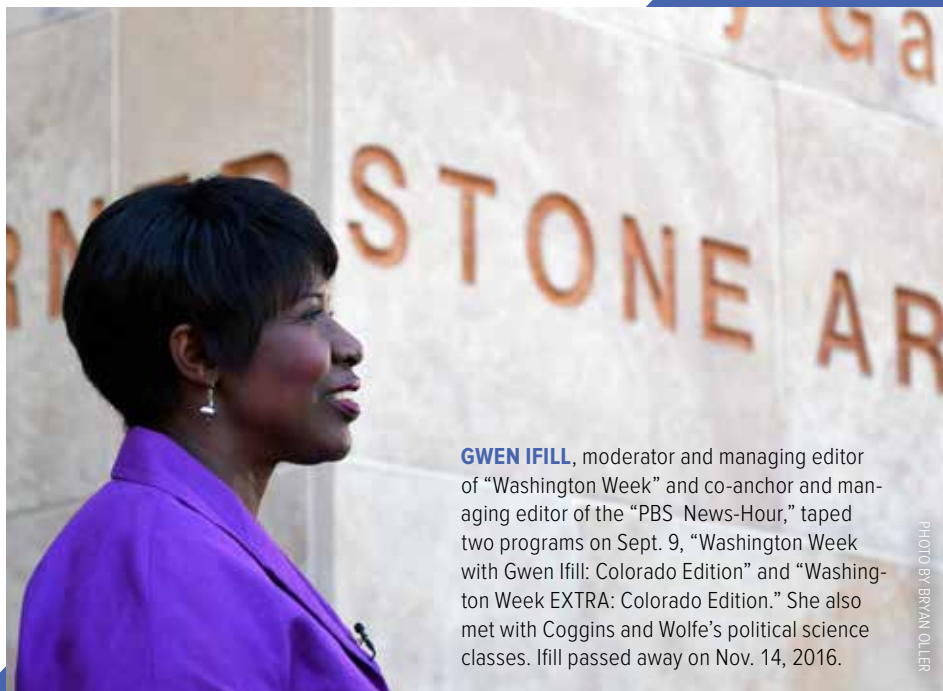 y Ga
RNER STONE AR
GWEN IFILL, moderator and managing editor
of “Washington Week” and co-anchor and man-
aging editor of the “PBS News-Hour,” taped
two programs on Sept. 9, “Washington Week
with Gwen Ifill: Colorado Edition” and “Washing-
ton Week EXTRA: Colorado Edition.” She also
met with Coggins and Wolfe’s political science
classes. Ifill passed away on Nov. 14, 2016.
PHOTO BY BRYAN OLLER